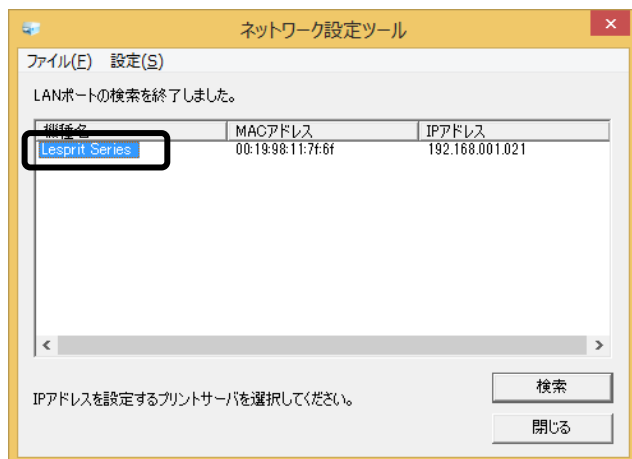 ネットワーク設定ツール
ファイル(F) 設定(S)
LANポートの検索を終了しました。
機種名 MACアドレス IPアドレス
Lesprit Series 00:19:98:11:7f:6f 192.168.001.021
IPアドレスを設定するプリントサーバを選択してください。
検索
閉じる